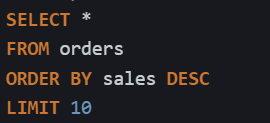 SELECT *
FROM orders
ORDER BY sales DESC
LIMIT 10